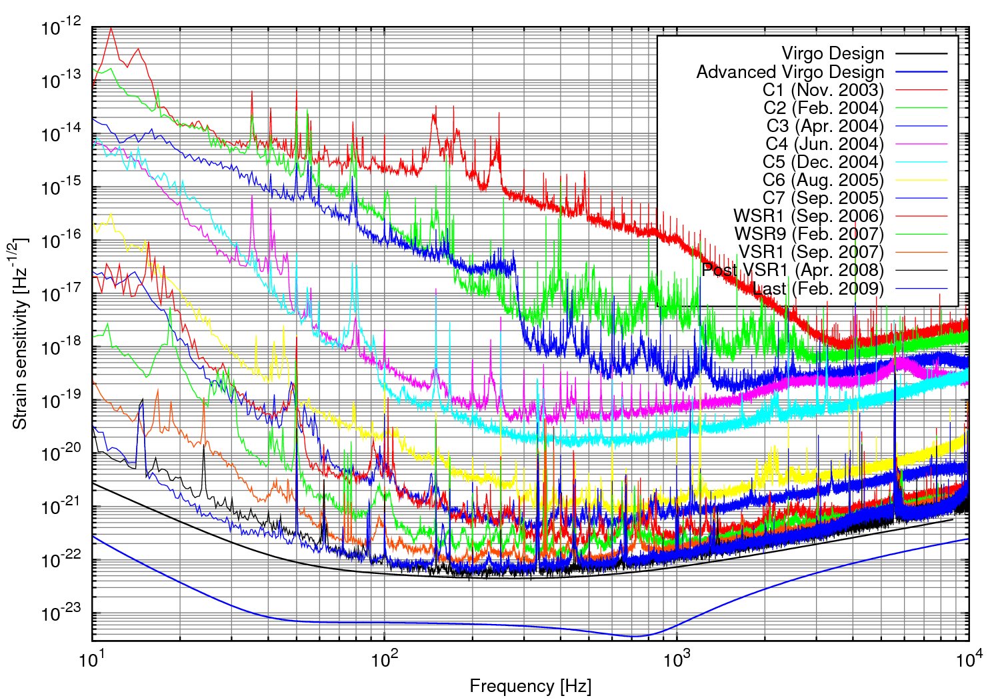 10-12
10-13
10-14
10-15
10-16
10-17
10-18
10-19
10-20
10-21
10-22
10-23
Strain sensitivity [Hz-1/2]
Virgo Design
Advanced Virgo Design
C1 (Nov. 2003)
C2 (Feb. 2004)
C3 (Apr. 2004)
C4 (Jun. 2004)
C5 (Dec. 2004)
C6 (Aug. 2005)
C7 (Sep. 2005)
WSR1 (Sep. 2006)
WSR9 (Feb. 2007)
VSR1 (Sep. 2007)
Post VSR1 (Apr. 2008)
Last (Feb. 2009)
101 102 103 104
Frequency [Hz]